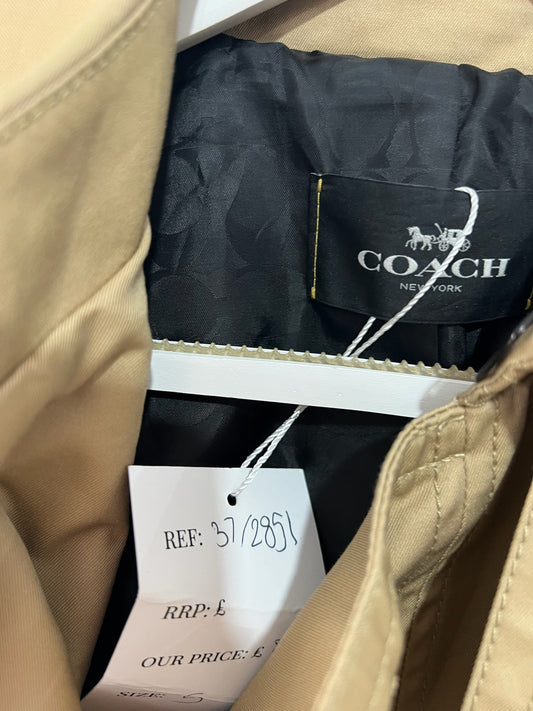 COACH
NEW YORK
REF: 37/2851
RRP: £
OUR PRICE: £
SIZE: S